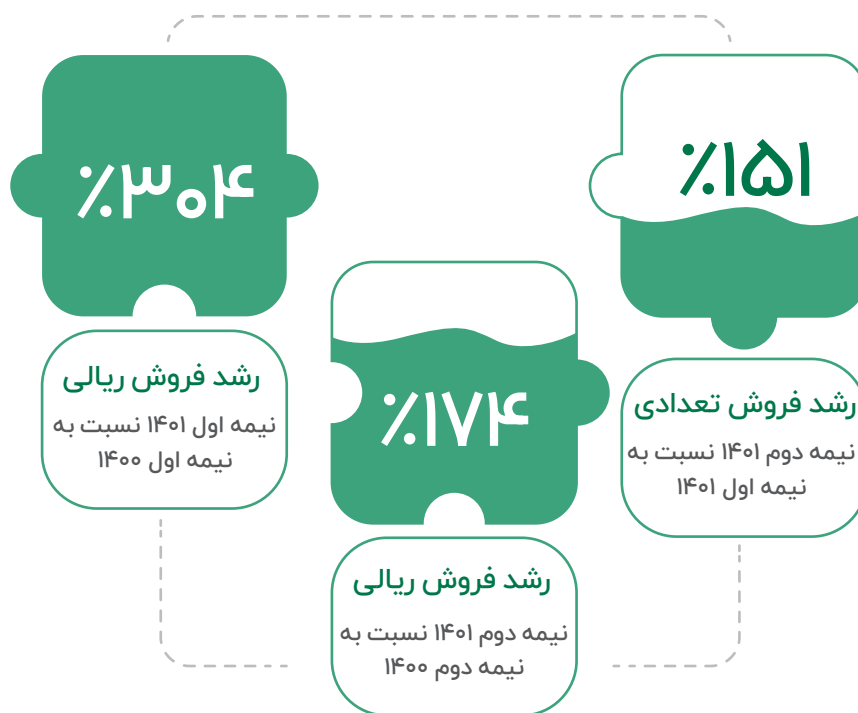 ٪۱۵۱
رشد فروش تعدادی
نیمه دوم ۱۴۰۱ نسبت به
نیمه اول ۱۴۰۱
٪۱۷۴
رشد فروش ریالی
نیمه دوم ۱۴۰۱ نسبت به
نیمه دوم ۱۴۰۰
٪۳۰۴
رشد فروش ریالی
نیمه اول ۱۴۰۱ نسبت به
نیمه اول ۱۴۰۰